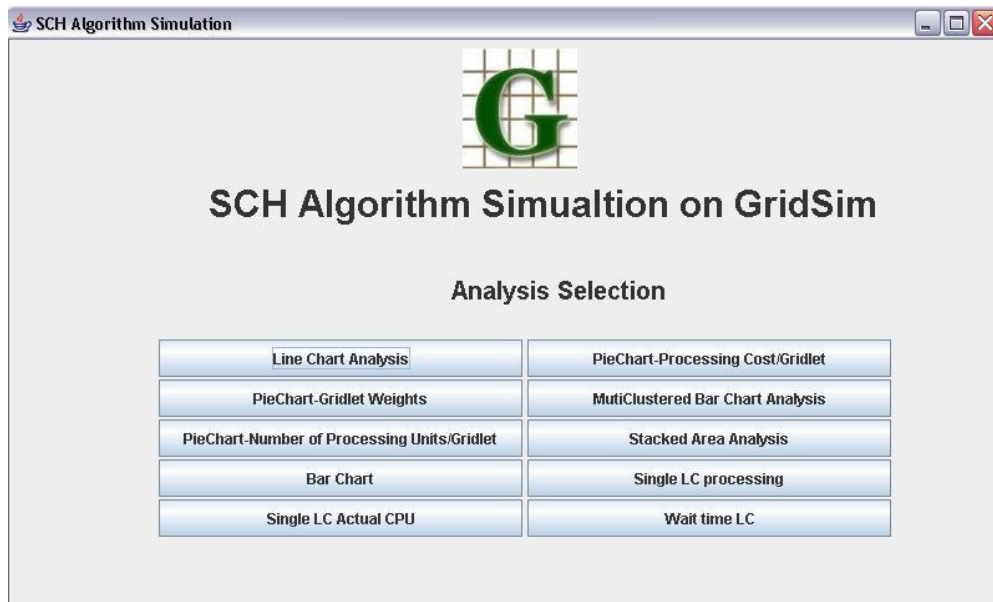 SCH Algorithm Simulation
G
SCH Algorithm Simualtion on GridSim
Analysis Selection
Line Chart Analysis
PieChart-Processing Cost/Gridlet
PieChart-Gridlet Weights
MutiClustered Bar Chart Analysis
PieChart-Number of Processing Units/Gridlet
Stacked Area Analysis
Bar Chart
Single LC processing
Single LC Actual CPU
Wait time LC